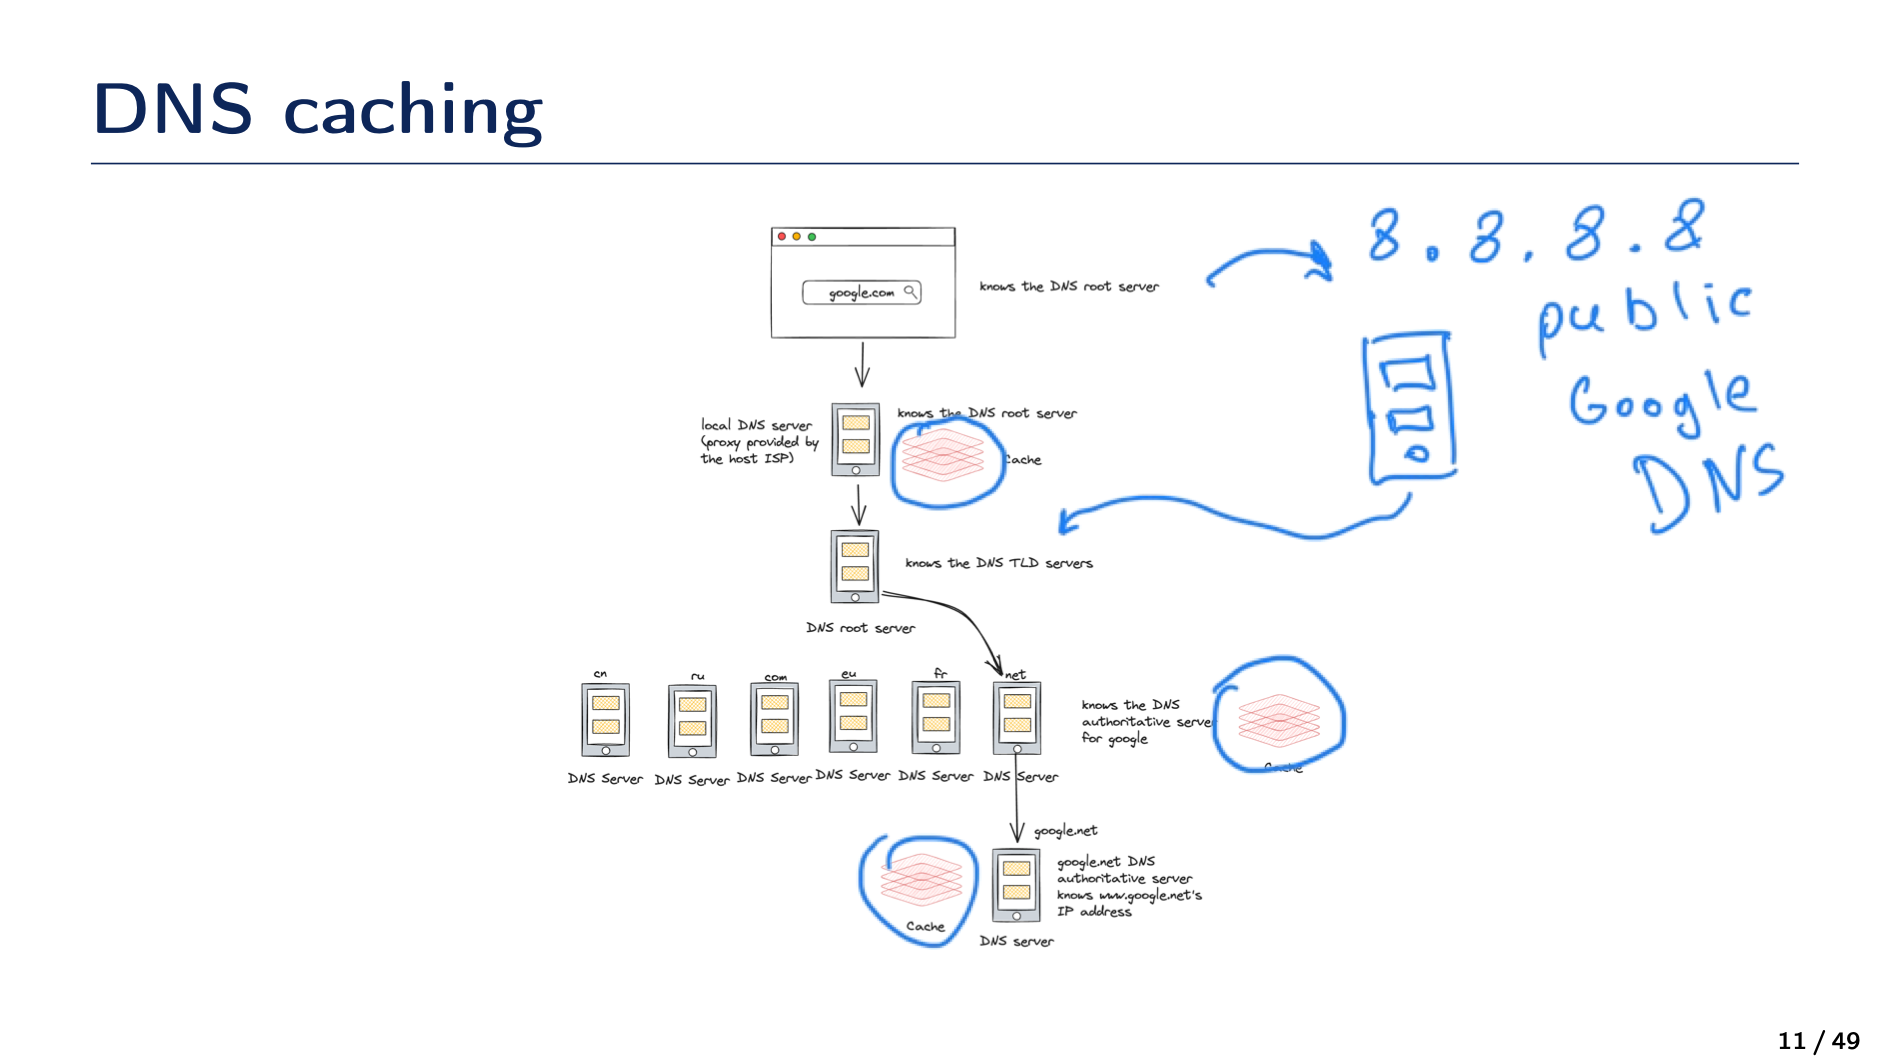 DNS caching
google.com
knows the DNS root server
8.8.8.8
public
Google
DNS
local DNS server
(proxy provided by
the host ISP)
knows the DNS root server
Cache
knows the DNS TLD servers
DNS root server
cn
ru
com
eu
fr
net
DNS Server
DNS Server
DNS Server
DNS Server
DNS Server
DNS Server
knows the DNS
authoritative server
for google
Cache
google.net
google.net DNS
authoritative server
knows www.google.net's
IP address
Cache
DNS server
11 / 49